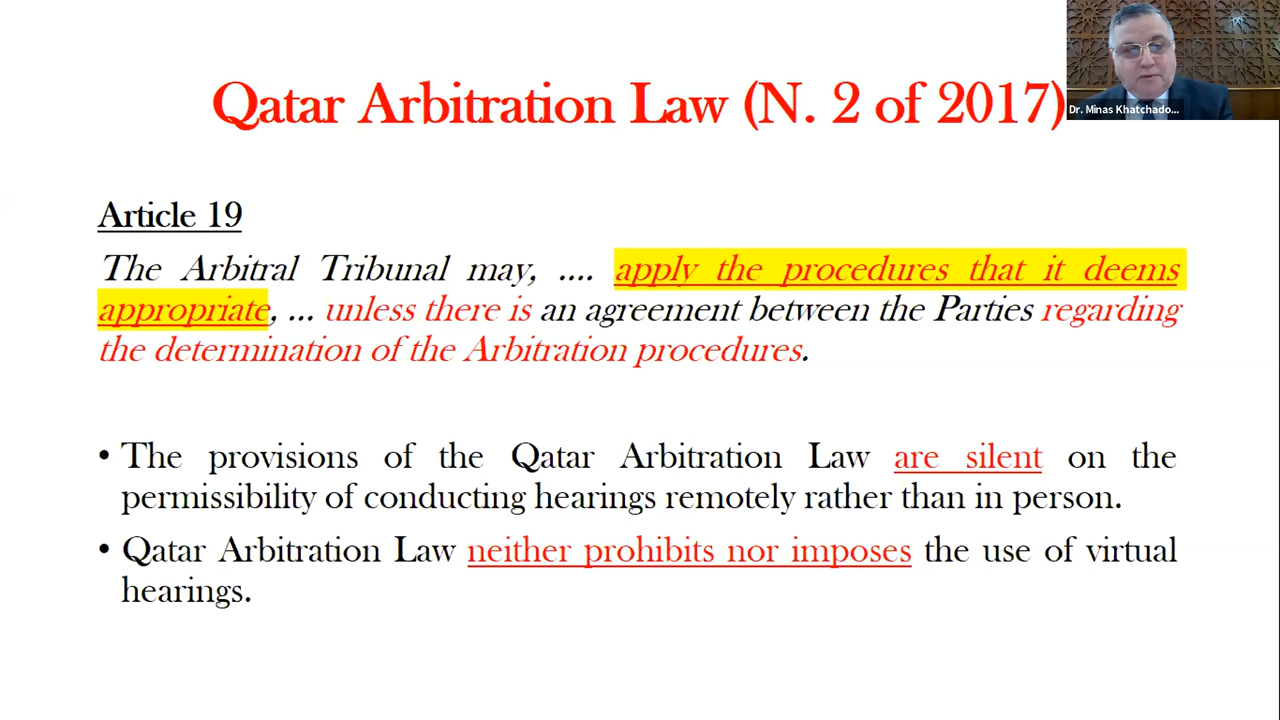 Qatar Arbitration Law (N. 2 of 2017)
Dr. Minas Khatchado...
Article 19
The Arbitral Tribunal may, .... apply the procedures that it deems
appropriate, ... unless there is an agreement between the Parties regarding
the determination of the Arbitration procedures.
• The provisions of the Qatar Arbitration Law are silent on the
permissibility of conducting hearings remotely rather than in person.
• Qatar Arbitration Law neither prohibits nor imposes the use of virtual
hearings.